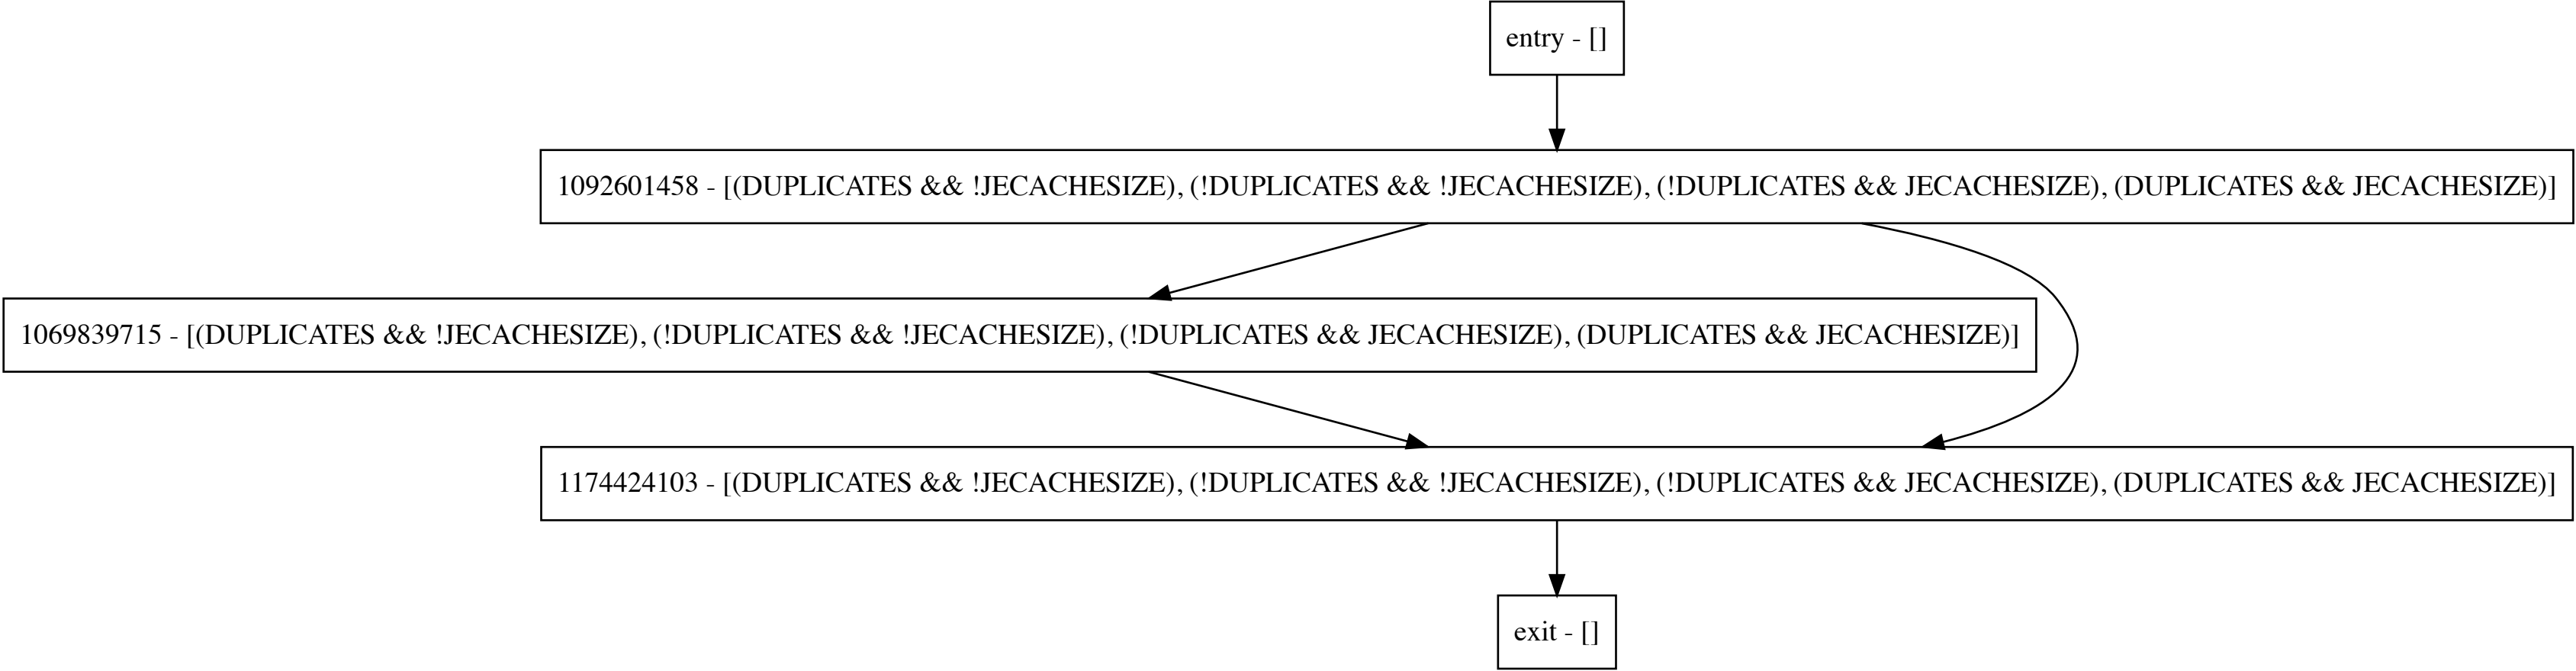 entry - []
1092601458 - [(DUPLICATES && !JECACHESIZE), (!DUPLICATES && !JECACHESIZE), (!DUPLICATES && JECACHESIZE), (DUPLICATES && JECACHESIZE)]
1069839715 - [(DUPLICATES && !JECACHESIZE), (!DUPLICATES && !JECACHESIZE), (!DUPLICATES && JECACHESIZE), (DUPLICATES && JECACHESIZE)]
1174424103 - [(DUPLICATES && !JECACHESIZE), (!DUPLICATES && !JECACHESIZE), (!DUPLICATES && JECACHESIZE), (DUPLICATES && JECACHESIZE)]
exit - []